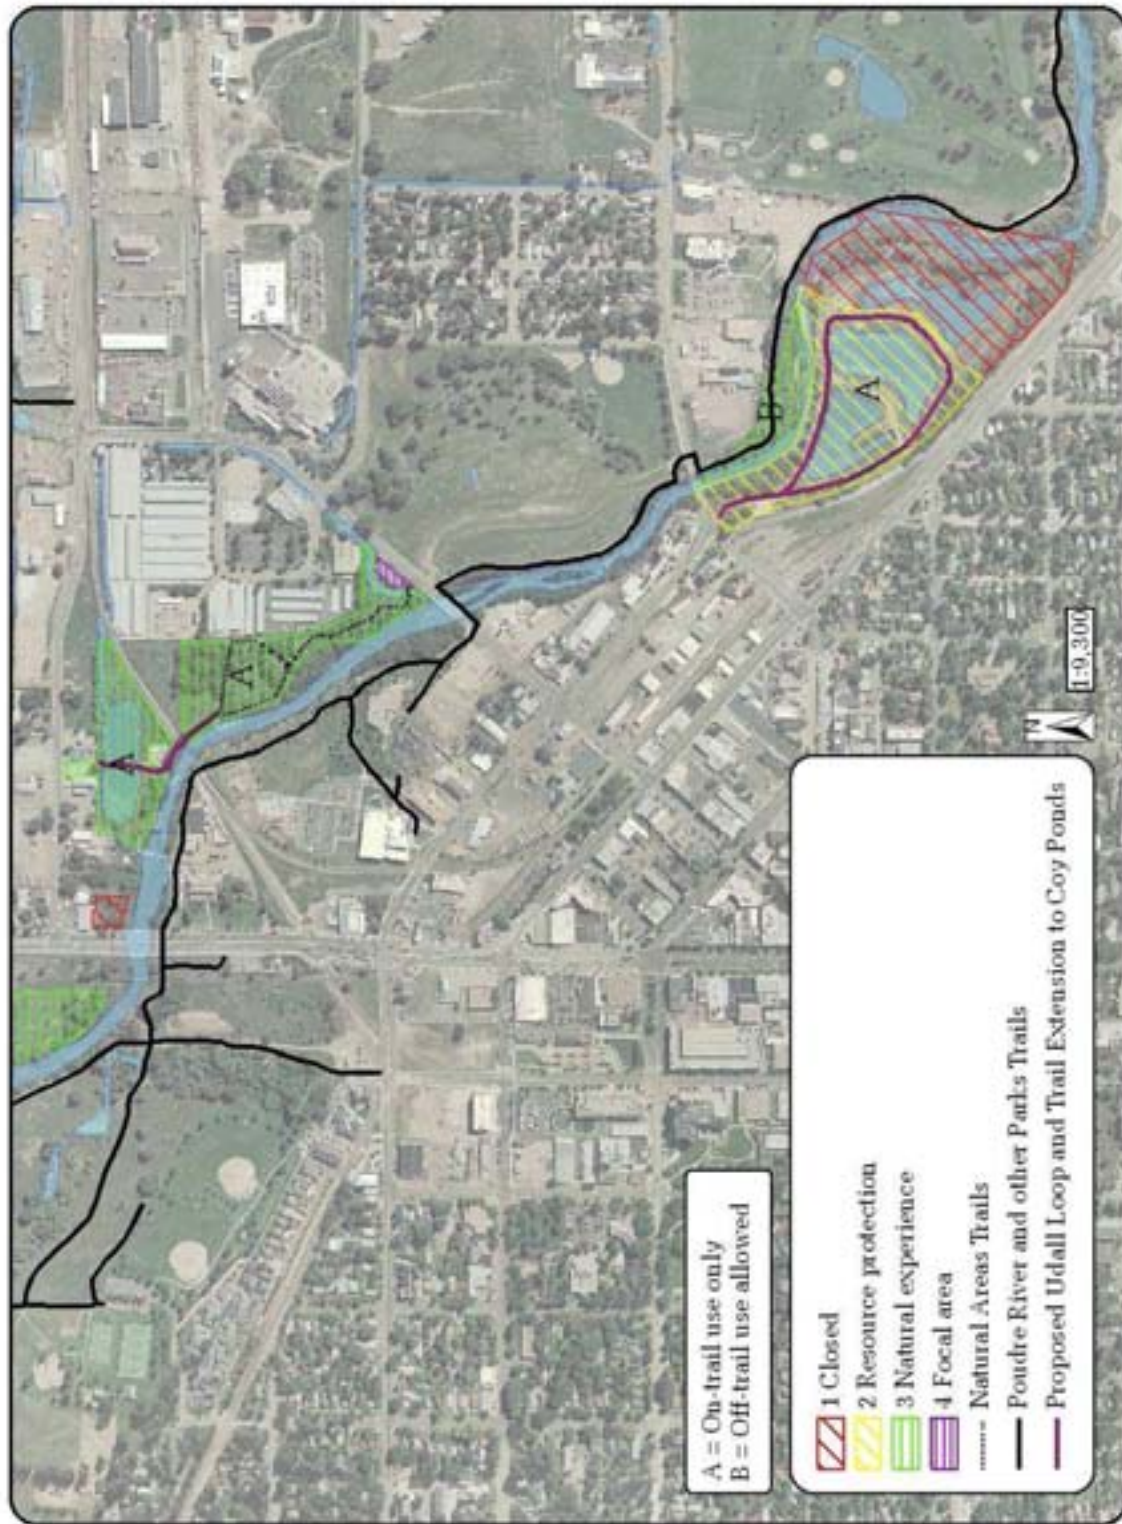 A = On-trail use only
B = Off-trail use allowed
1 Closed
2 Resource protection
3 Natural experience
4 Focal area
Natural Areas Trails
Poudre River and other Parks Trails
Proposed Udall Loop and Trail Extension to Coy Ponds
N
1:9,300
A
A
B
A